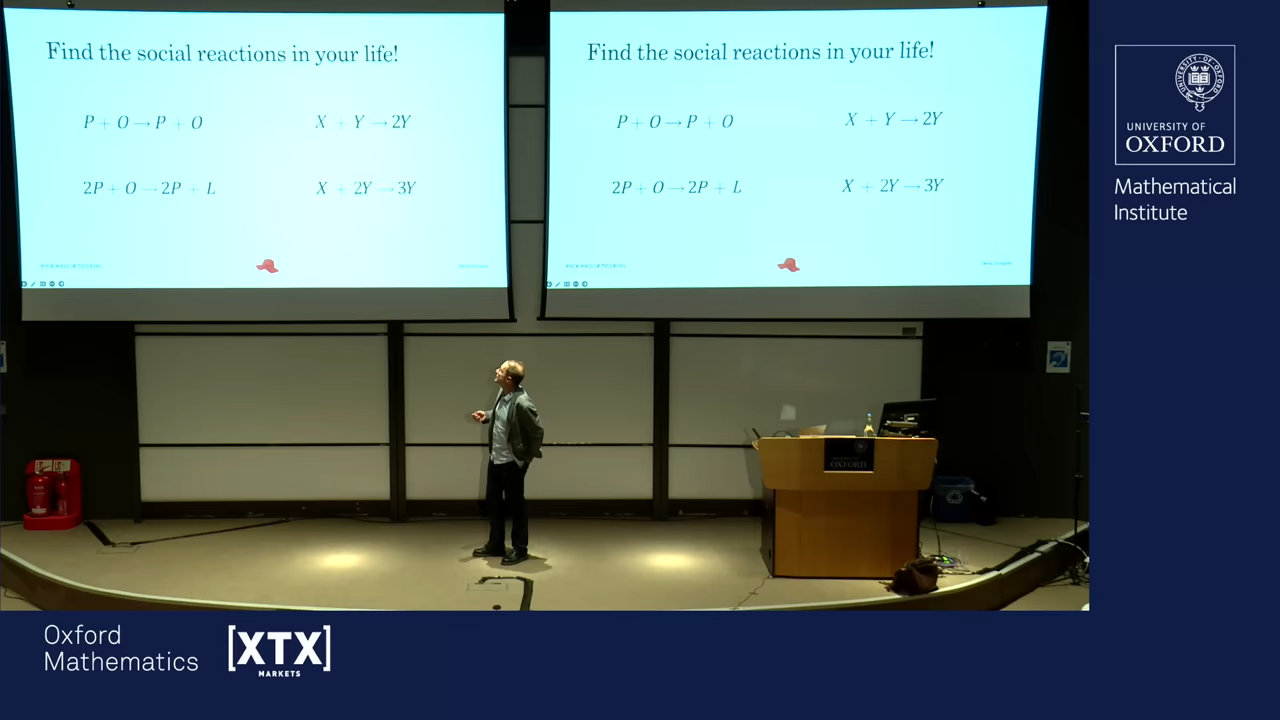 Find the social reactions in your life!
P + O → P + O
X + Y → 2Y
2P + O → 2P + L
X + 2Y → 3Y
Find the social reactions in your life!
P + O → P + O
X + Y → 2Y
2P + O → 2P + L
X + 2Y → 3Y
UNIVERSITY OF
OXFORD
Mathematical
Institute
OXFORD
Oxford
Mathematics
[XTX]
MARKETS